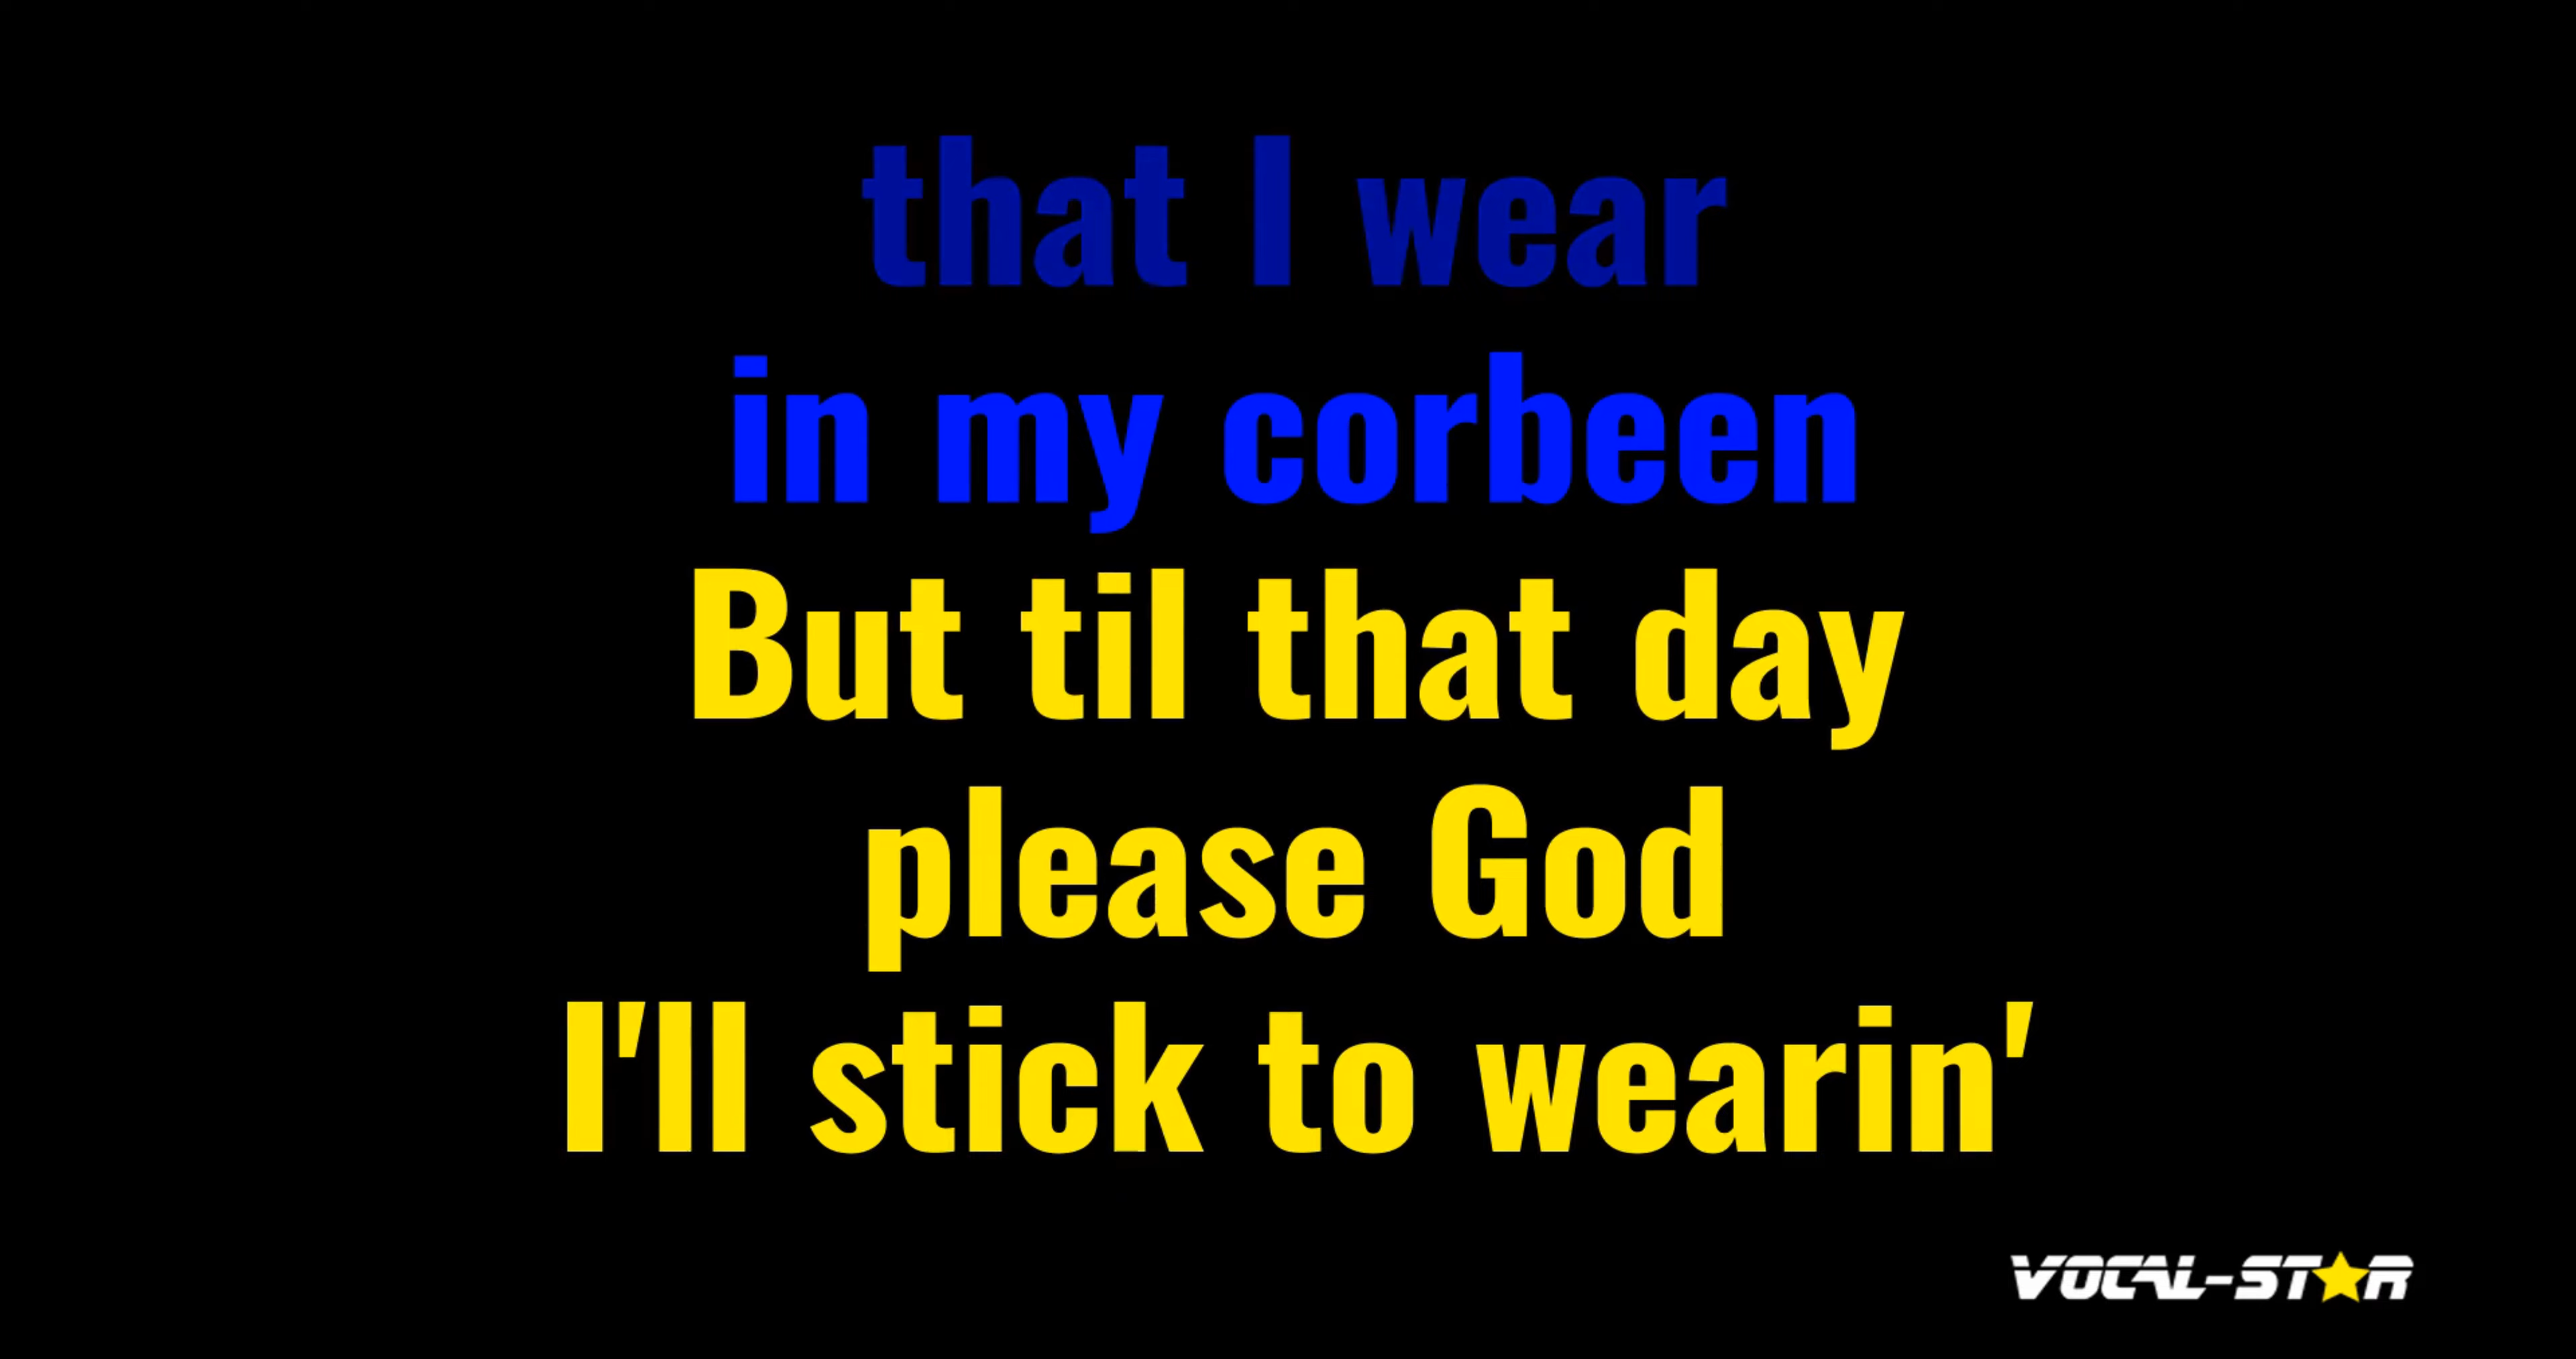 that I wear
in my corbeen
But til that day
please God
I'll stick to wearin'
VOCAL-STAR